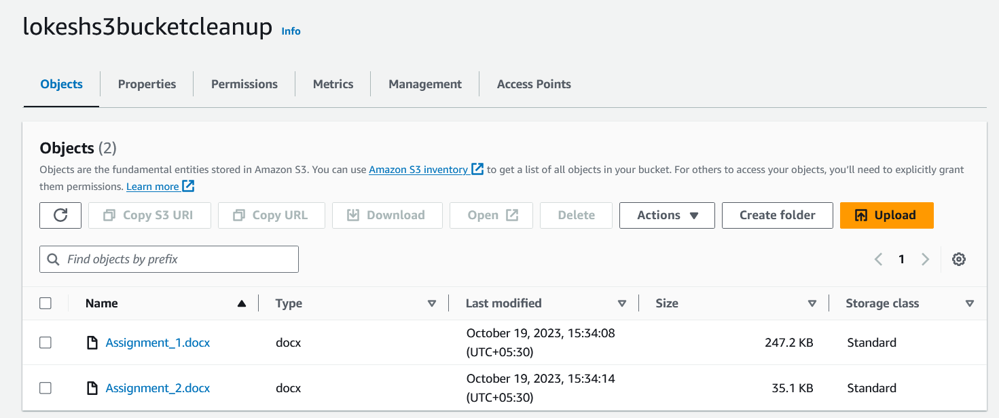 lokeshs3bucketcleanup Info
Objects Properties Permissions Metrics Management Access Points
Objects (2)
Objects are the fundamental entities stored in Amazon S3. You can use Amazon S3 inventory to get a list of all objects in your bucket. For others to access your objects, you’ll need to explicitly grant
them permissions. Learn more
Copy S3 URI Copy URL Download Open Delete Actions Create folder Upload
Find objects by prefix 1
Name Type Last modified Size Storage class
Assignment_1.docx docx October 19, 2023, 15:34:08 (UTC+05:30) 247.2 KB Standard
Assignment_2.docx docx October 19, 2023, 15:34:14 (UTC+05:30) 35.1 KB Standard